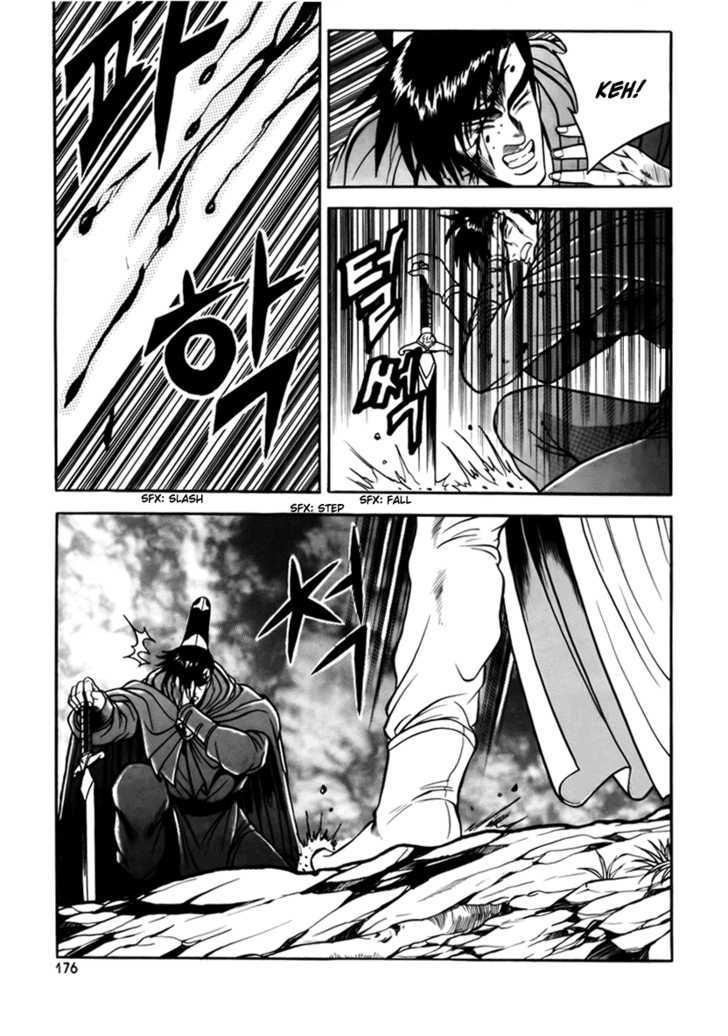 파
학
KEH!
털
썩
SFX: SLASH
SFX: STEP
SFX: FALL
척
176